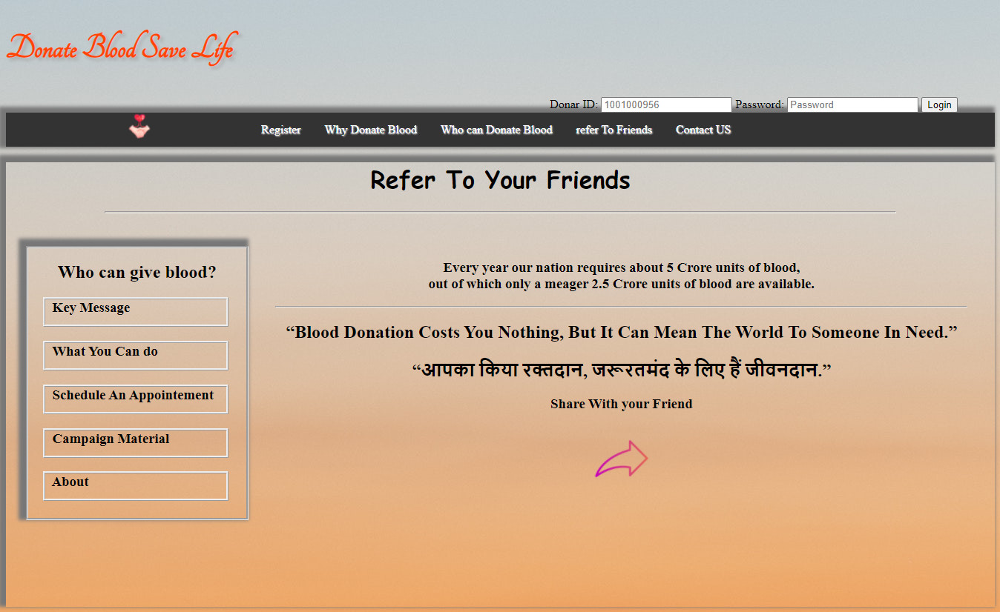 Donate Blood Save Life
Donar ID: 1001000956 Password: Password Login
Register Why Donate Blood Who can Donate Blood refer To Friends Contact US
Refer To Your Friends
Who can give blood?
Key Message
What You Can do
Schedule An Appointement
Campaign Material
About
Every year our nation requires about 5 Crore units of blood,
out of which only a meager 2.5 Crore units of blood are available.
“Blood Donation Costs You Nothing, But It Can Mean The World To Someone In Need.”
“आपका किया रक्तदान, जरूरतमंद के लिए हैं जीवनदान.”
Share With your Friend